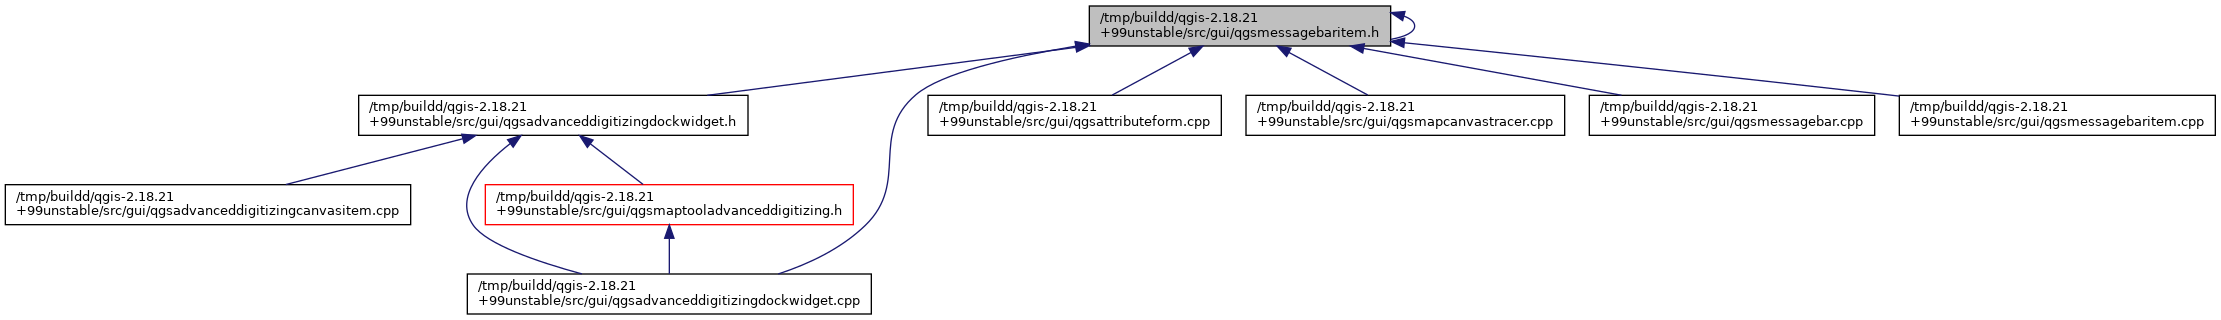 /tmp/buildd/qgis-2.18.21
+99unstable/src/gui/qgsmessagebaritem.h
/tmp/buildd/qgis-2.18.21
+99unstable/src/gui/qgsadvanceddigitizingdockwidget.h
/tmp/buildd/qgis-2.18.21
+99unstable/src/gui/qgsattributeform.cpp
/tmp/buildd/qgis-2.18.21
+99unstable/src/gui/qgsmapcanvastracer.cpp
/tmp/buildd/qgis-2.18.21
+99unstable/src/gui/qgsmessagebar.cpp
/tmp/buildd/qgis-2.18.21
+99unstable/src/gui/qgsmessagebaritem.cpp
/tmp/buildd/qgis-2.18.21
+99unstable/src/gui/qgsadvanceddigitizingcanvasitem.cpp
/tmp/buildd/qgis-2.18.21
+99unstable/src/gui/qgsmaptooladvanceddigitizing.h
/tmp/buildd/qgis-2.18.21
+99unstable/src/gui/qgsadvanceddigitizingdockwidget.cpp